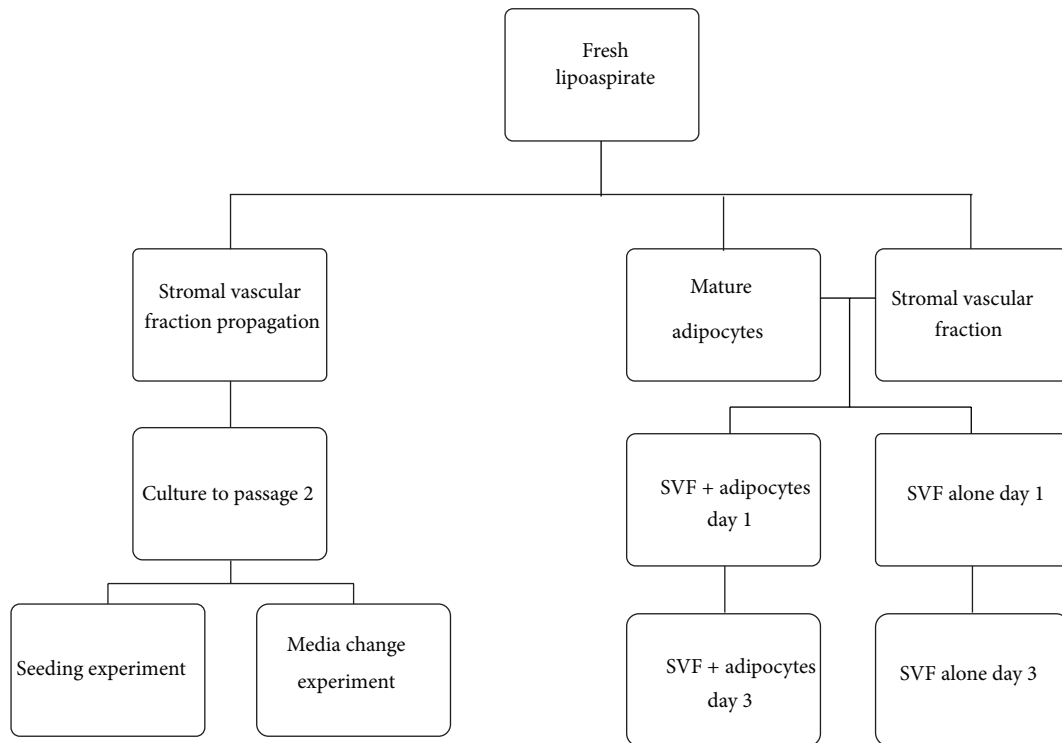 Fresh
lipoaspirate
Stromal vascular
fraction propagation
Mature
adipocytes
Stromal vascular
fraction
Culture to passage 2
SVF + adipocytes
day 1
SVF alone day 1
Seeding experiment
Media change
experiment
SVF + adipocytes
day 3
SVF alone day 3